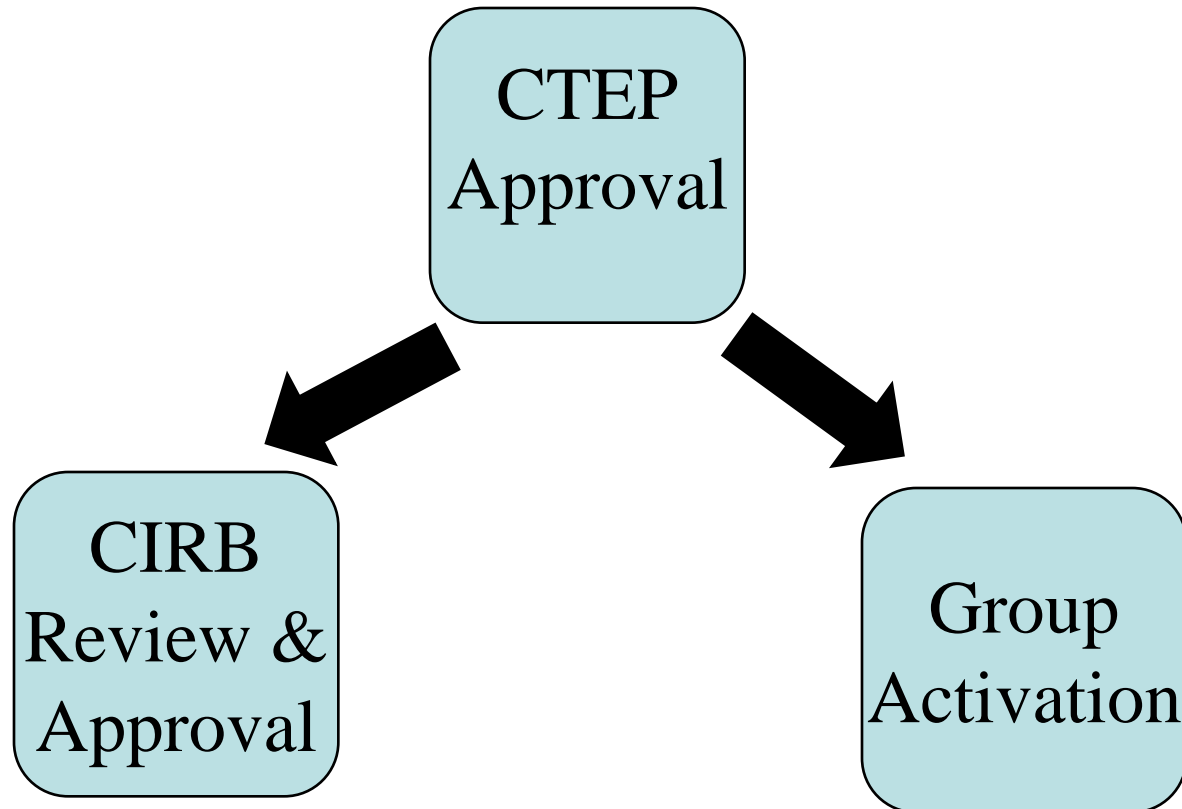 CTEP
Approval
CIRB
Review &
Approval
Group
Activation